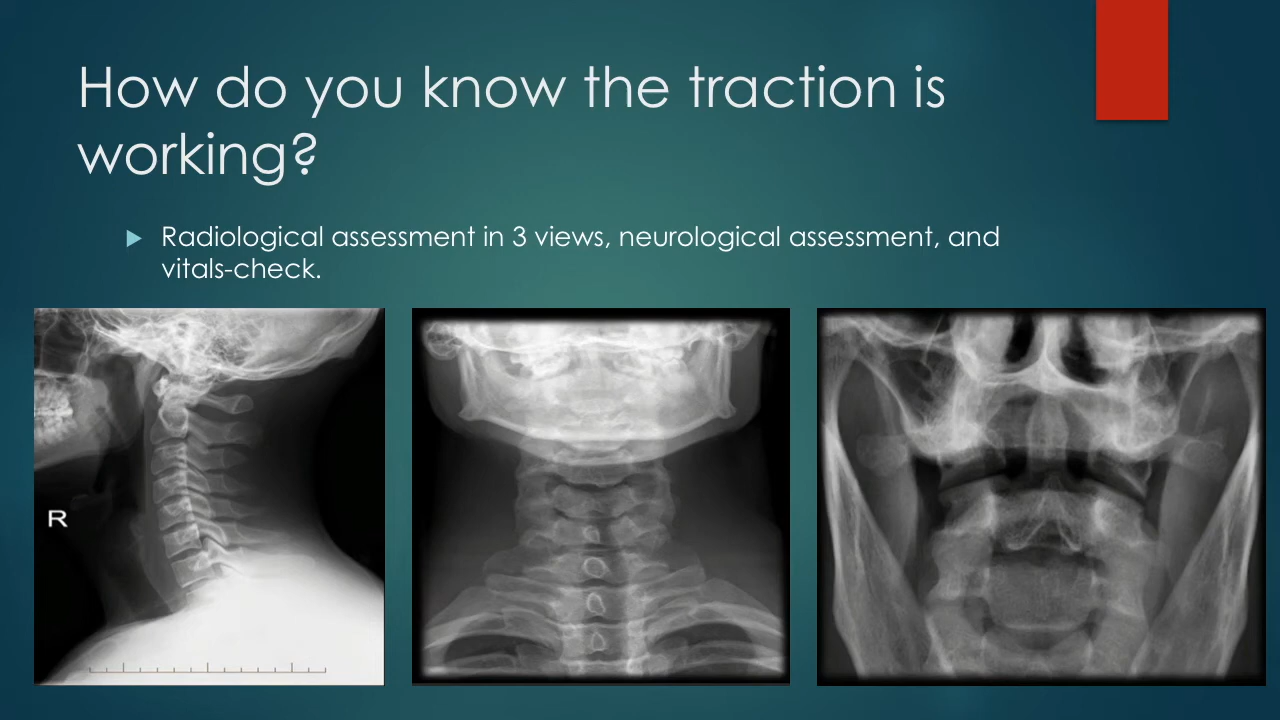 How do you know the traction is
working?
Radiological assessment in 3 views, neurological assessment, and
vitals-check.
R